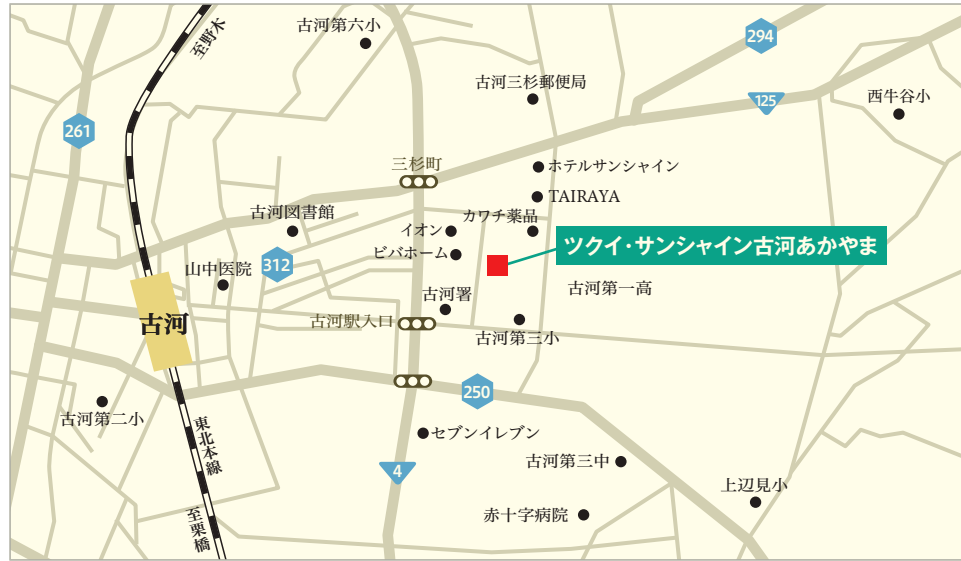 至野木
古河第六小
294
古河三杉郵便局
125
西牛谷小
261
三杉町
ホテルサンシャイン
TAIRAYA
古河図書館
カワチ薬品
イオン
ツクイ・サンシャイン古河あかやま
ビバホーム
312
山中医院
古河第一高
古河署
古河
古河駅入口
古河第三小
250
古河第二小
東北本線
セブンイレブン
4
古河第三中
上辺見小
赤十字病院
至栗橋